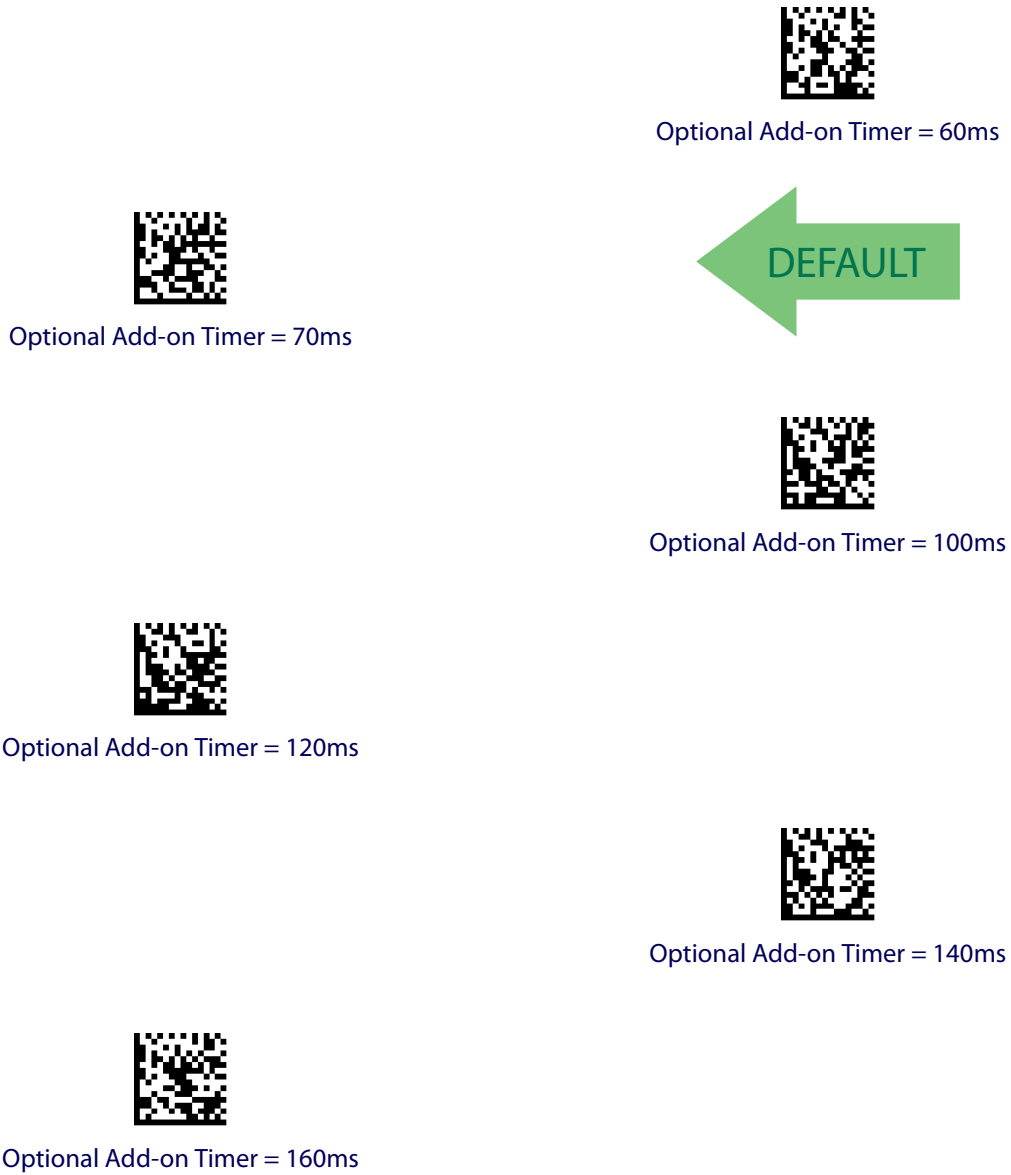 Optional Add-on Timer = 60ms
DEFAULT
Optional Add-on Timer = 70ms
Optional Add-on Timer = 100ms
Optional Add-on Timer = 120ms
Optional Add-on Timer = 140ms
Optional Add-on Timer = 160ms